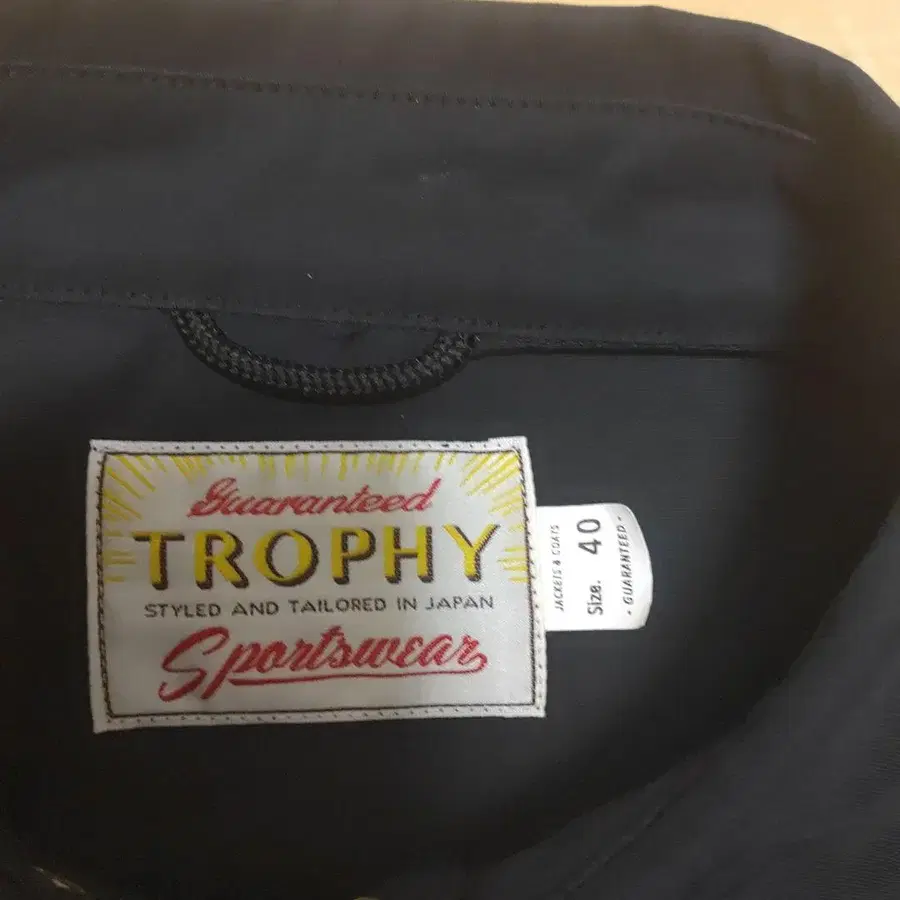 Guaranteed
TROPHY
STYLED AND TAILORED IN JAPAN
Sportswear
JACKETS & COATS
Size. 40
- GUARANTEED -